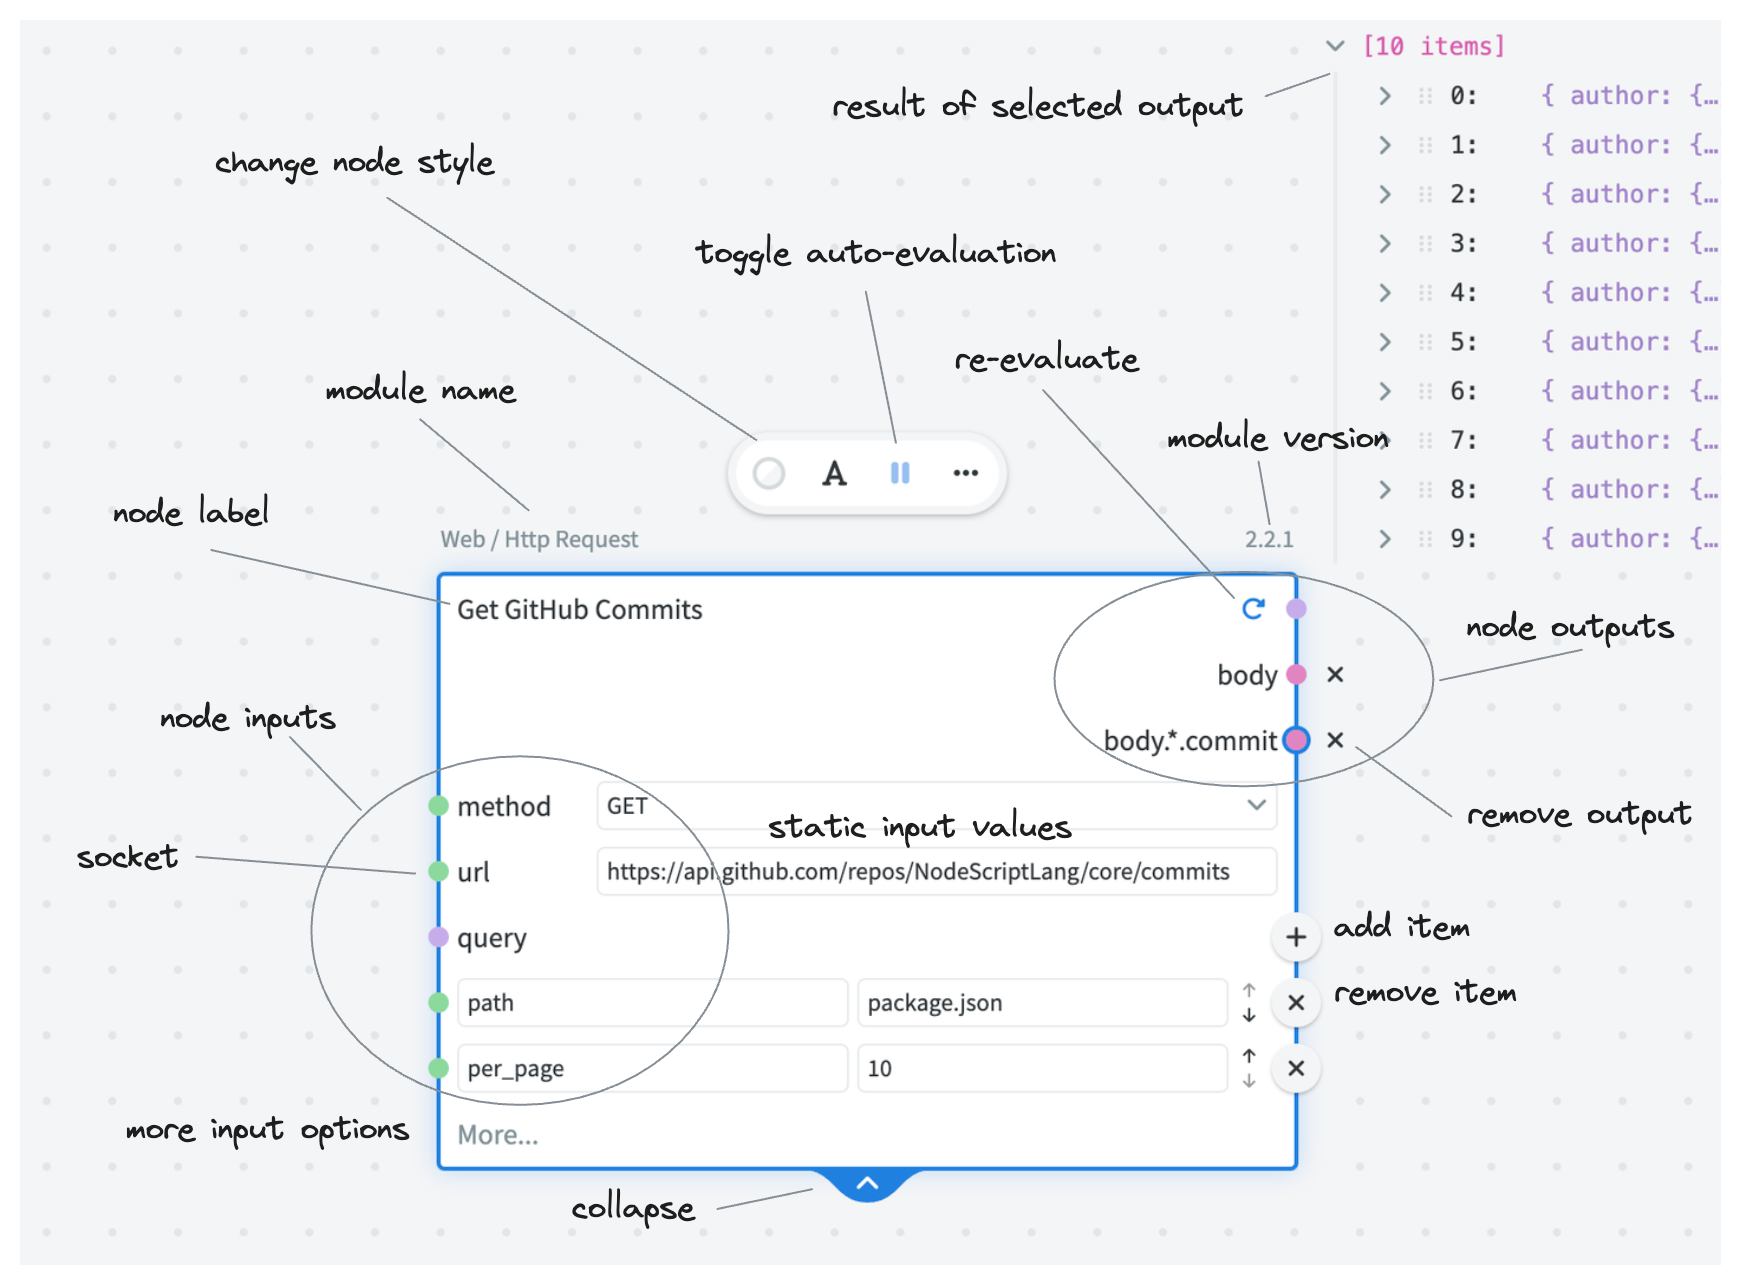 [10 items]
result of selected output
0: { author: {…
1: { author: {…
change node style
2: { author: {…
toggle auto-evaluation
3: { author: {…
4: { author: {…
5: { author: {…
re-evaluate
6: { author: {…
module name
module version
7: { author: {…
A
8: { author: {…
node label
Web / Http Request
2.2.1
9: { author: {…
Get GitHub Commits
node outputs
body
node inputs
body.*.commit
method
GET
static input values
remove output
socket
url
https://api.github.com/repos/NodeScriptLang/core/commits
query
add item
path
package.json
remove item
per_page
10
more input options
More...
collapse